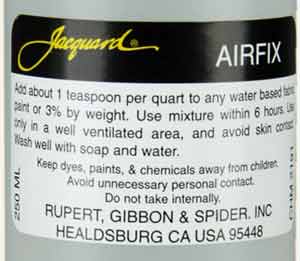 Jacquard®
AIRFIX
Add about 1 teaspoon per quart to any water based fabric
paint or 3% by weight. Use mixture within 6 hours. Use
only in a well ventilated area, and avoid skin contact.
Wash well with soap and water.
Keep dyes, paints, & chemicals away from children.
Avoid unnecessary personal contact.
Do not take internally.
RUPERT, GIBBON & SPIDER. INC
HEALDSBURG CA USA 95448
250 ML